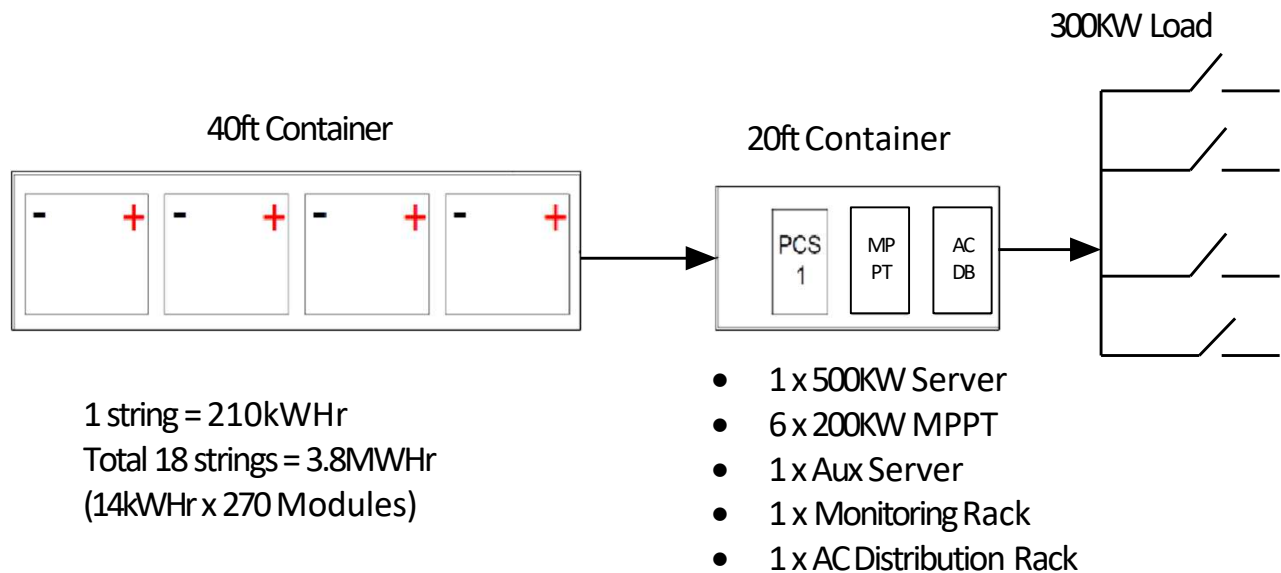 300KW Load
40ft Container
20ft Container
- + - + - + - +
PCS
1
MP
PT
AC
DB
1 string = 210kWHr
Total 18 strings = 3.8MWHr
(14kWHr x 270 Modules)
• 1 x 500KW Server
• 6 x 200KW MPPT
• 1 x Aux Server
• 1 x Monitoring Rack
• 1 x AC Distribution Rack